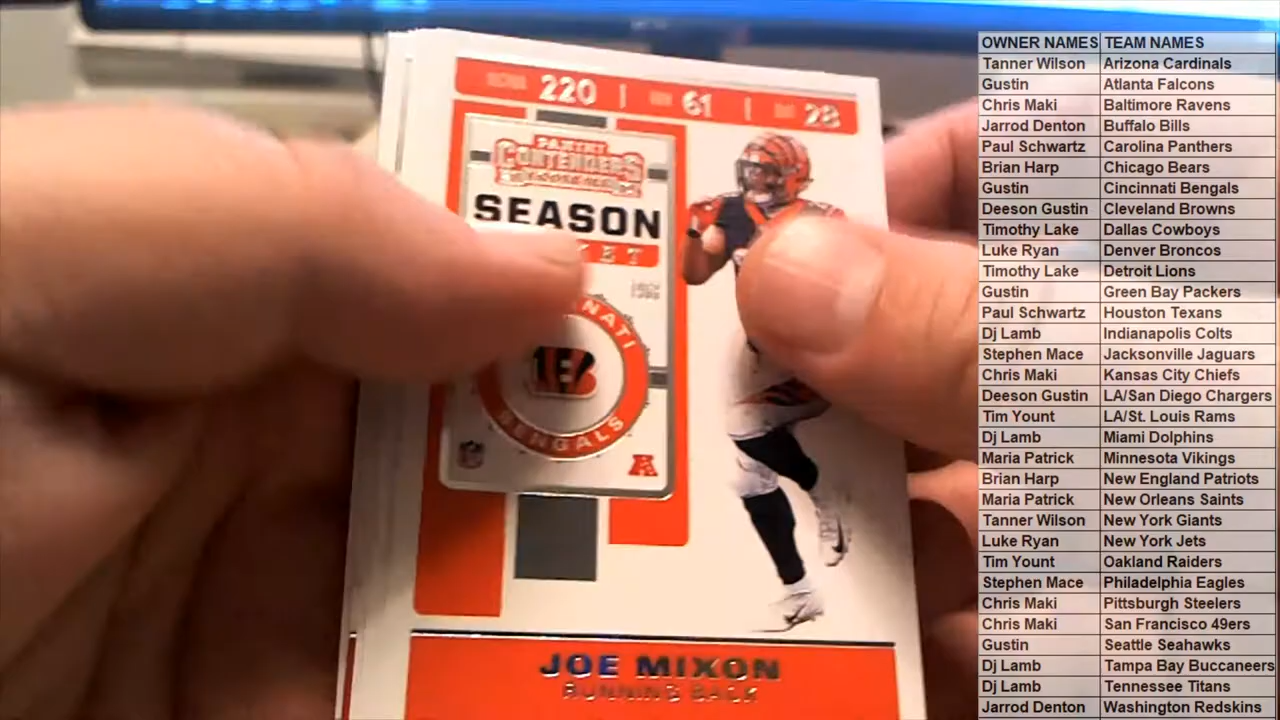 220 | 61 | 28
PANINI
CONTENDERS
SEASON
KET
NATI
BENGALS
JOE MIXON
RUNNING BACK
OWNER NAMES TEAM NAMES
Tanner Wilson Arizona Cardinals
Gustin Atlanta Falcons
Chris Maki Baltimore Ravens
Jarrod Denton Buffalo Bills
Paul Schwartz Carolina Panthers
Brian Harp Chicago Bears
Gustin Cincinnati Bengals
Deeson Gustin Cleveland Browns
Timothy Lake Dallas Cowboys
Luke Ryan Denver Broncos
Timothy Lake Detroit Lions
Gustin Green Bay Packers
Paul Schwartz Houston Texans
Dj Lamb Indianapolis Colts
Stephen Mace Jacksonville Jaguars
Chris Maki Kansas City Chiefs
Deeson Gustin LA/San Diego Chargers
Tim Yount LA/St. Louis Rams
Dj Lamb Miami Dolphins
Maria Patrick Minnesota Vikings
Brian Harp New England Patriots
Maria Patrick New Orleans Saints
Tanner Wilson New York Giants
Luke Ryan New York Jets
Tim Yount Oakland Raiders
Stephen Mace Philadelphia Eagles
Chris Maki Pittsburgh Steelers
Chris Maki San Francisco 49ers
Gustin Seattle Seahawks
Dj Lamb Tampa Bay Buccaneers
Dj Lamb Tennessee Titans
Jarrod Denton Washington Redskins